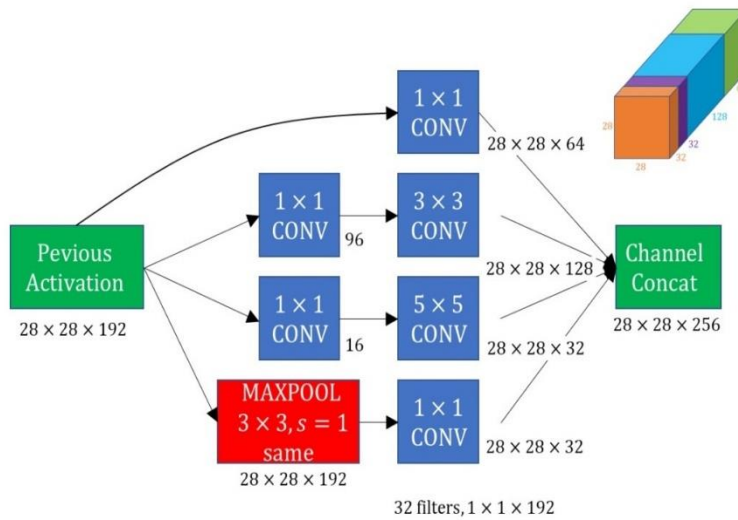 1 × 1
CONV
28 × 28 × 64
28
28
32
32
128
1 × 1
CONV
96
3 × 3
CONV
28 × 28 × 128
Pevious
Activation
28 × 28 × 192
Channel
Concat
28 × 28 × 256
1 × 1
CONV
16
5 × 5
CONV
28 × 28 × 32
MAXPOOL
3 × 3, s = 1
same
28 × 28 × 192
1 × 1
CONV
28 × 28 × 32
32 filters, 1 × 1 × 192